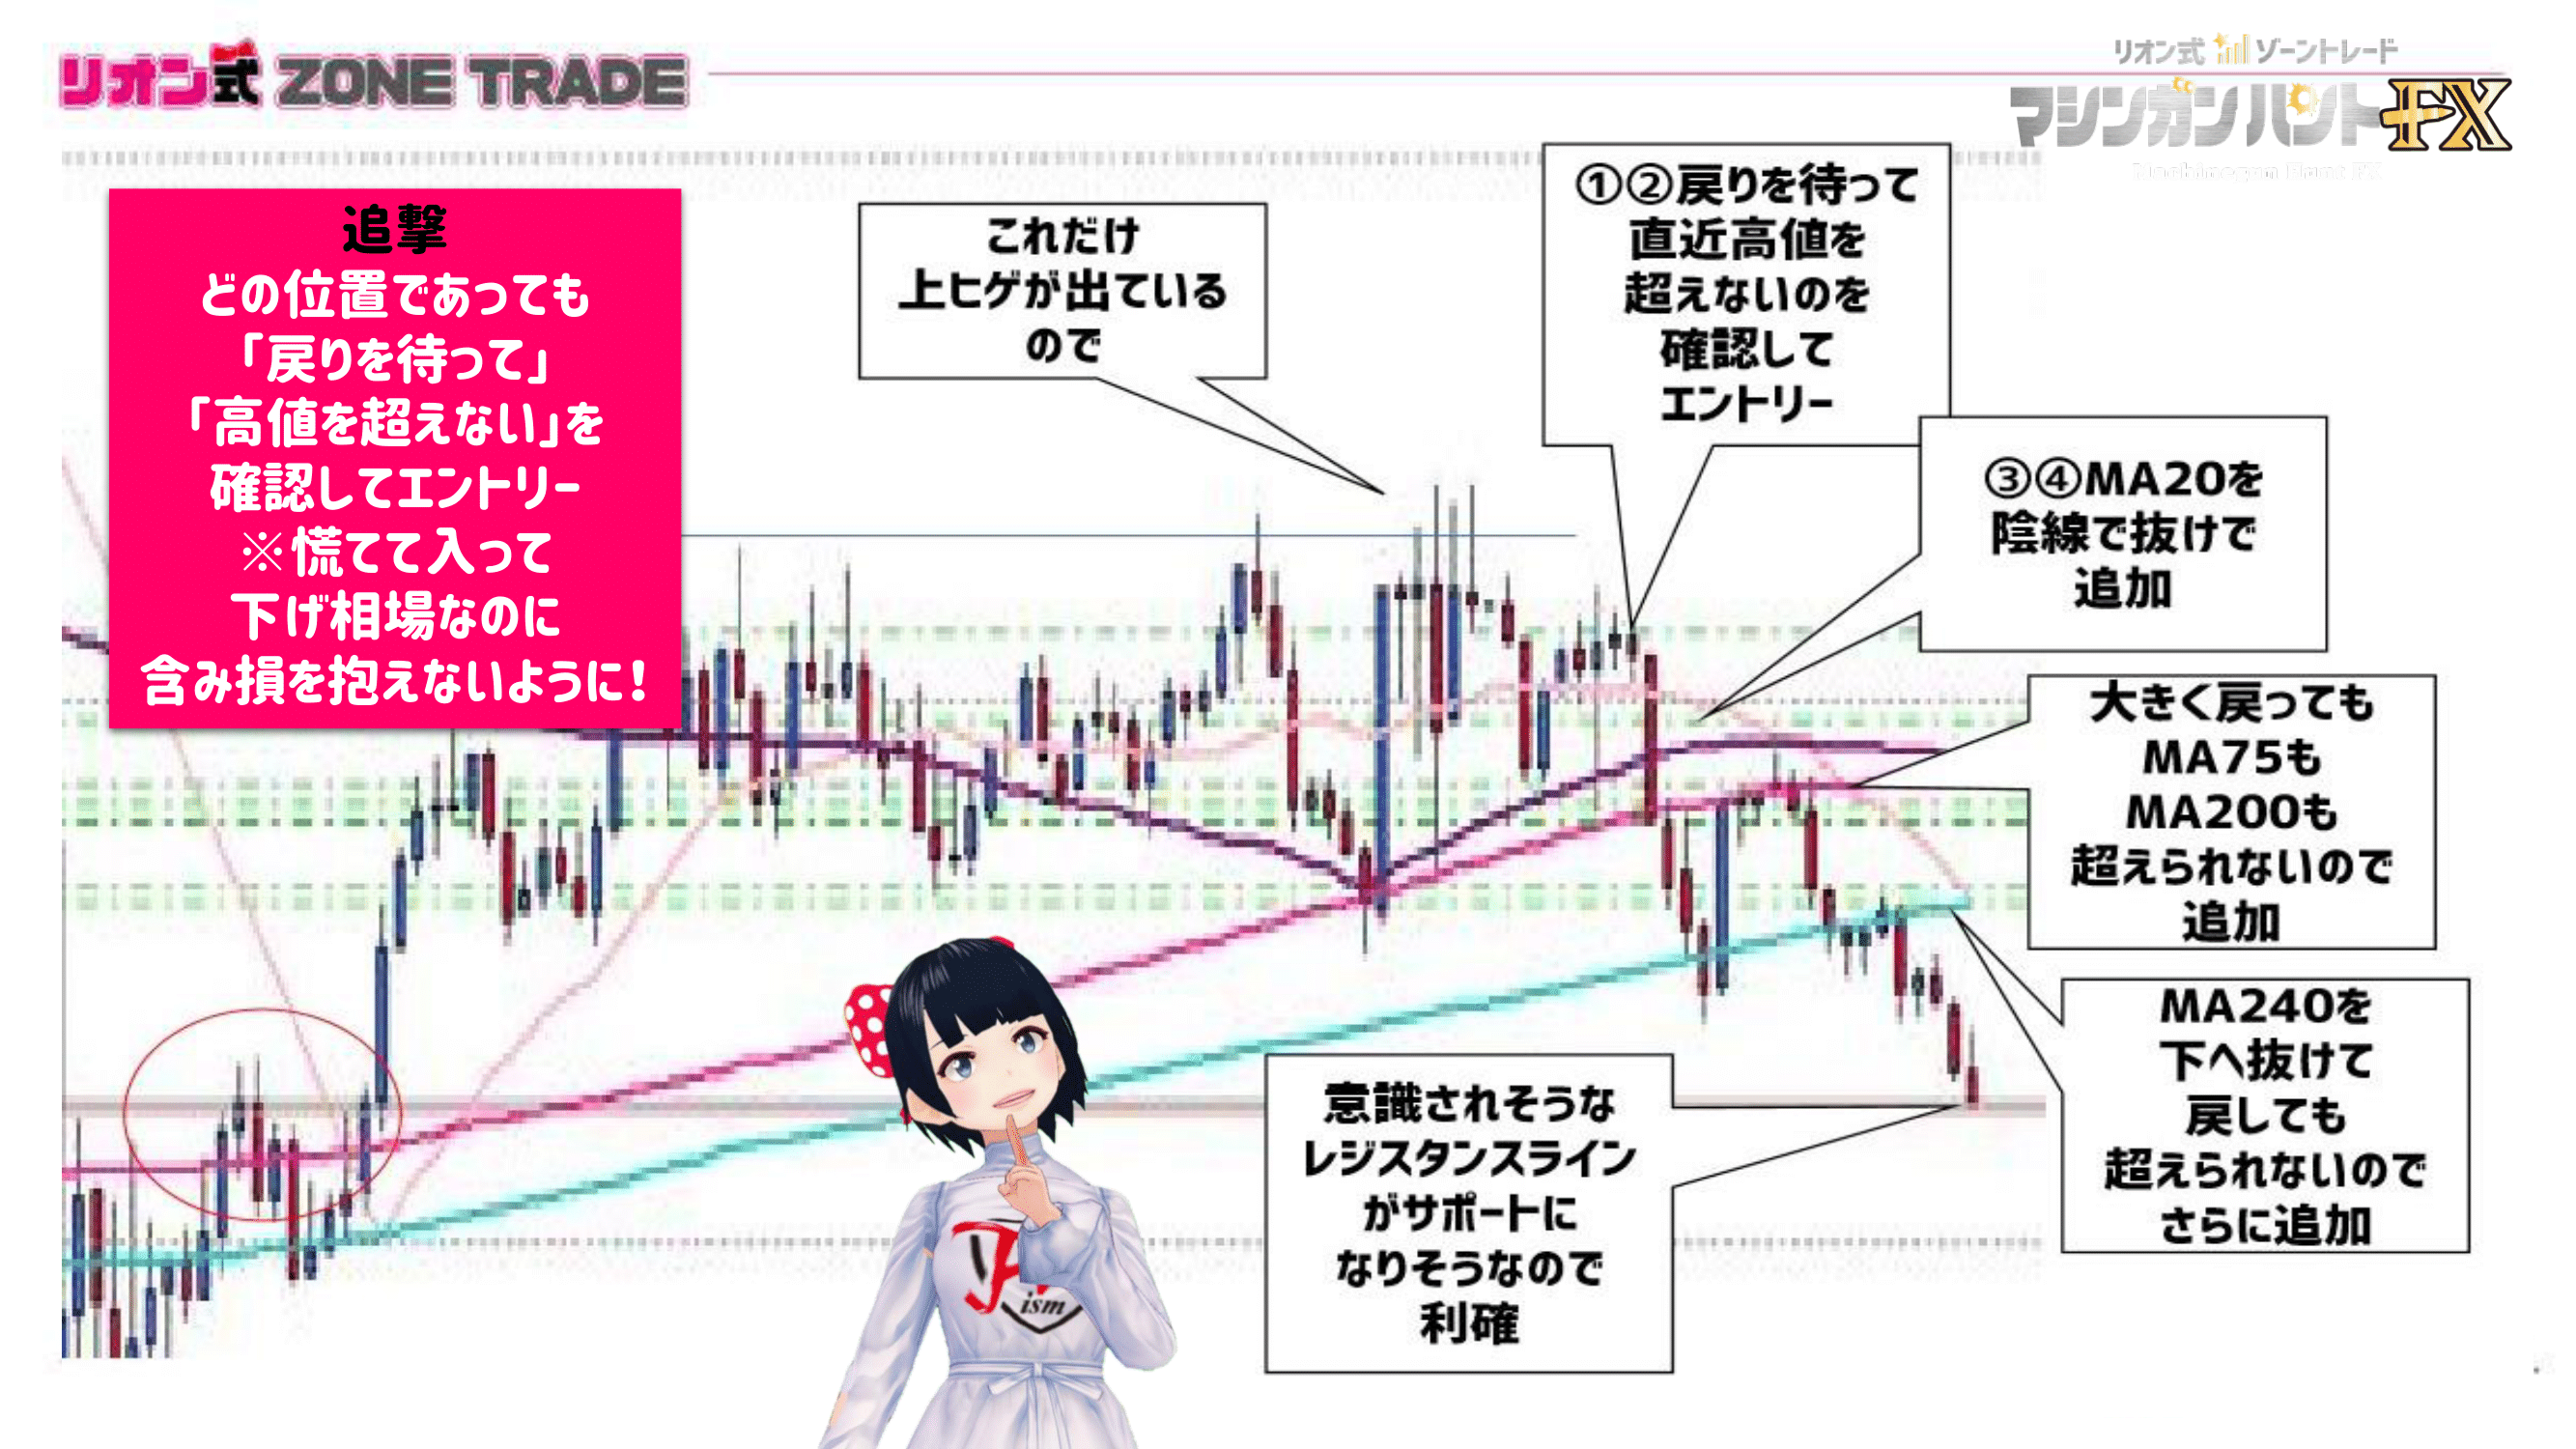 リオン式 ZONE TRADE
リオン式 ゾーントレード
マシンガンハントFX
追撃
どの位置であっても
「戻りを待って」
「高値を超えない」を
確認してエントリー
※慌てて入って
下げ相場なのに
含み損を抱えないように！
これだけ
上ヒゲが出ている
ので
①②戻りを待って
直近高値を
超えないのを
確認して
エントリー
③④MA20を
陰線で抜けで
追加
大きく戻っても
MA75も
MA200も
超えられないので
追加
MA240を
下へ抜けて
戻しても
超えられないので
さらに追加
意識されそうな
レジスタンスライン
がサポートに
なりそうなので
利確
ism